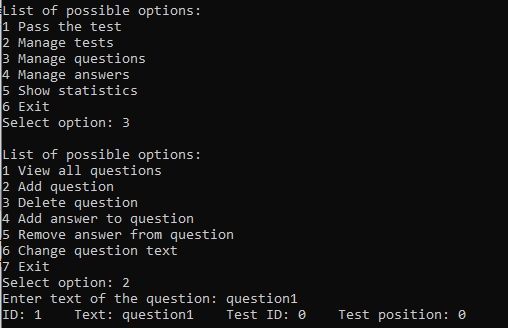 List of possible options:
1 Pass the test
2 Manage tests
3 Manage questions
4 Manage answers
5 Show statistics
6 Exit
Select option: 3
List of possible options:
1 View all questions
2 Add question
3 Delete question
4 Add answer to question
5 Remove answer from question
6 Change question text
7 Exit
Select option: 2
Enter text of the question: question1
ID: 1    Text: question1    Test ID: 0    Test position: 0